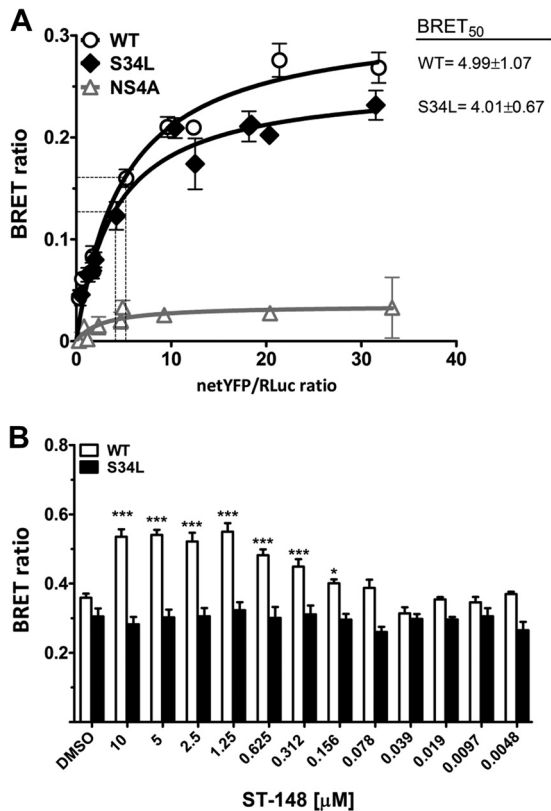 A
WT
S34L
NS4A
BRET50
WT= 4.99±1.07
S34L= 4.01±0.67
BRET ratio
0.3
0.2
0.1
0
0 10 20 30 40
netYFP/RLuc ratio
B
WT
S34L
BRET ratio
0.8
0.6
0.4
0.2
*** *** *** *** *** *** *
DMSO 10 5 2.5 1.25 0.625 0.312 0.156 0.078 0.039 0.019 0.0097 0.0048
ST-148 [µM]